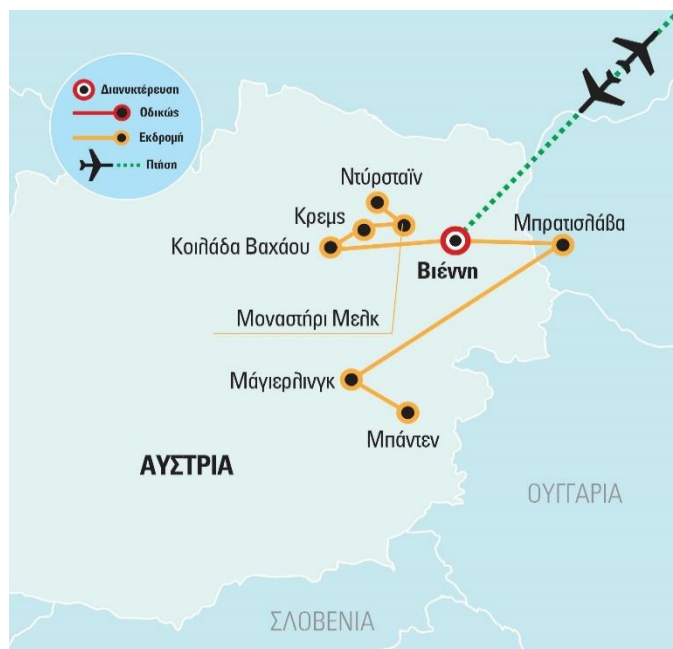 Διανυκτέρευση
Οδικώς
Εκδρομή
Πτήση
Ντύρσταϊν
Κρεμς
Μπρατισλάβα
Κοιλάδα Βαχάου
Βιέννη
Μοναστήρι Μελκ
Μάγιερλινγκ
Μπάντεν
ΑΥΣΤΡΙΑ
ΟΥΓΓΑΡΙΑ
ΣΛΟΒΕΝΙΑ